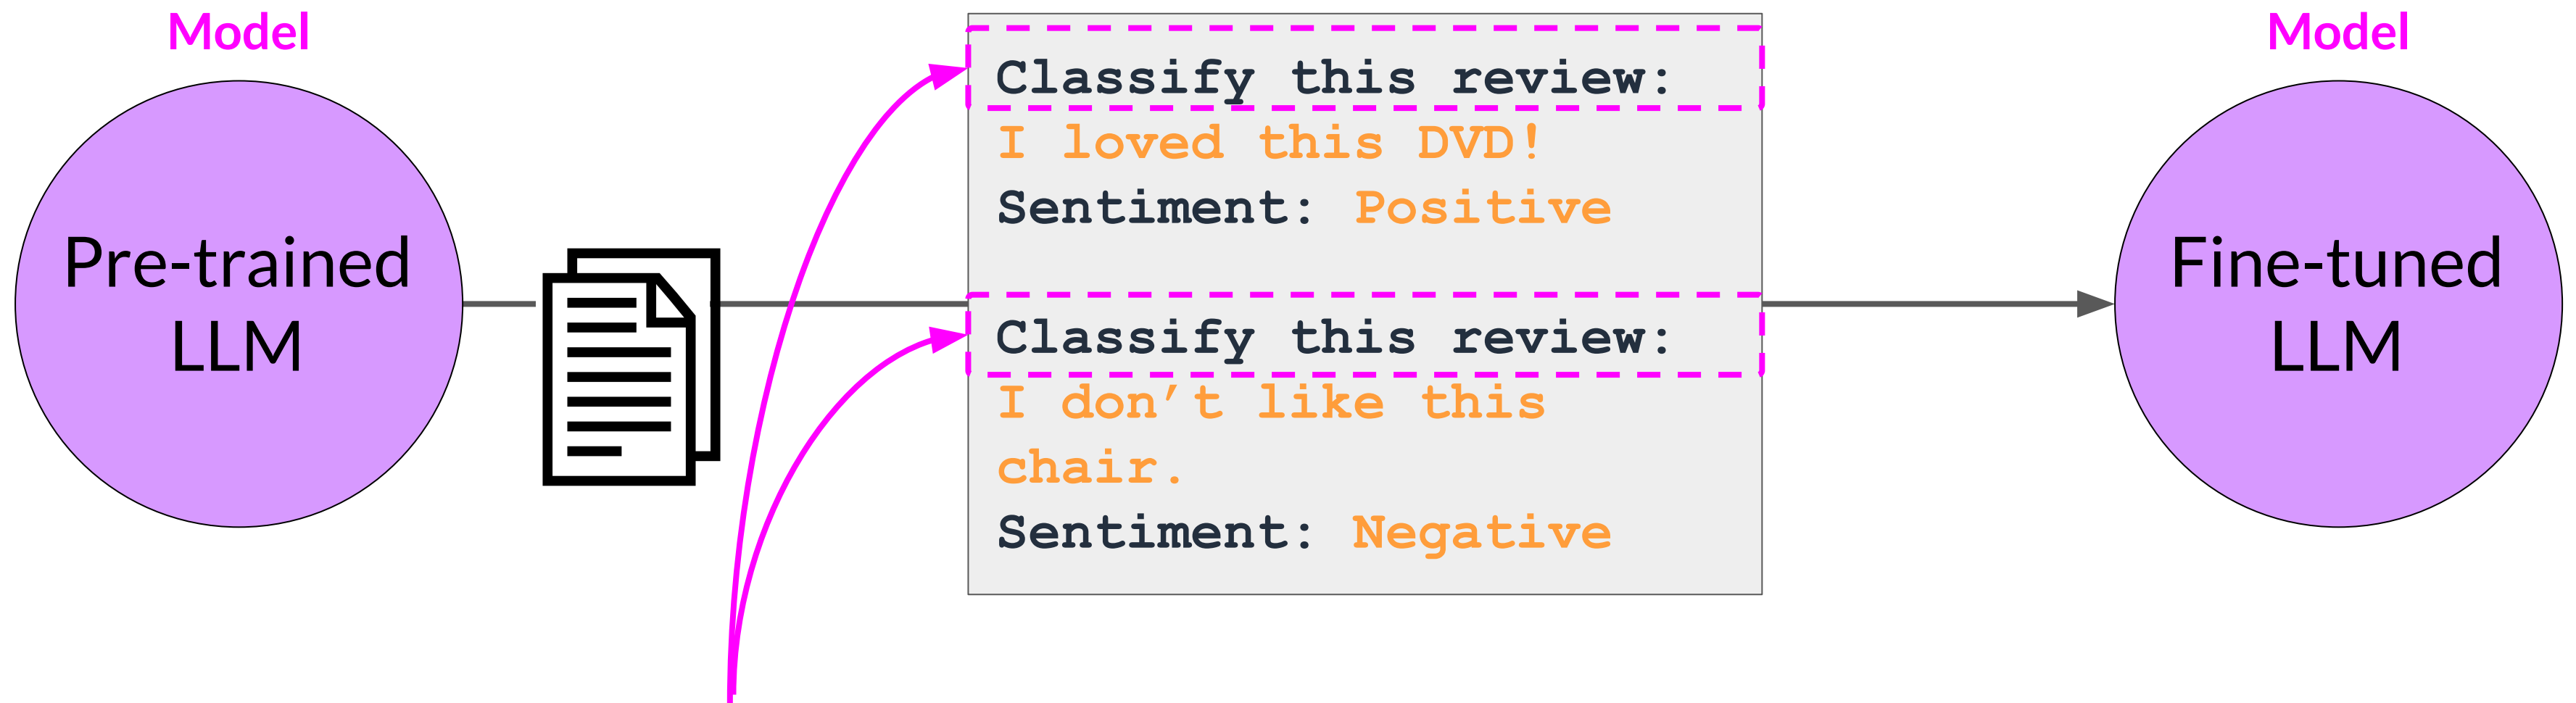 Model
Pre-trained
LLM
Classify this review:
I loved this DVD!
Sentiment: Positive
Classify this review:
I don’t like this
chair.
Sentiment: Negative
Model
Fine-tuned
LLM